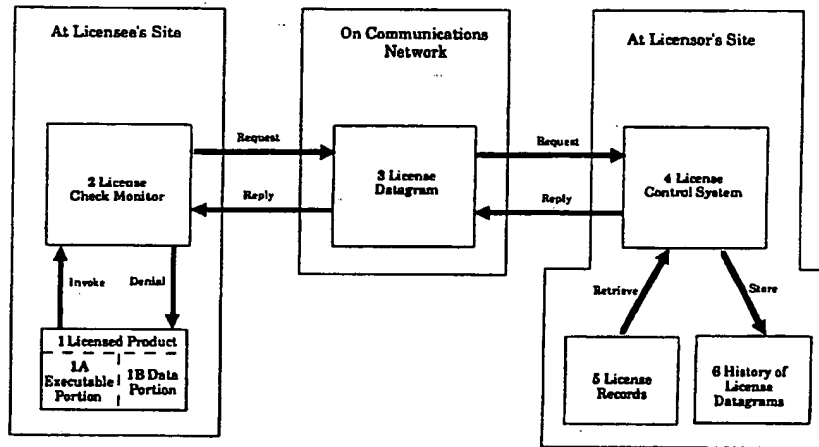 At Licensee's Site
On Communications
Network
At Licensor's Site
Request
Request
2 License
Check Monitor
3 License
Datagram
4 License
Control System
Reply
Reply
Invoke
Denial
Retrieve
Store
1 Licensed Product
1A
Executable
Portion
1B Data
Portion
5 License
Records
6 History of
License
Datagrams